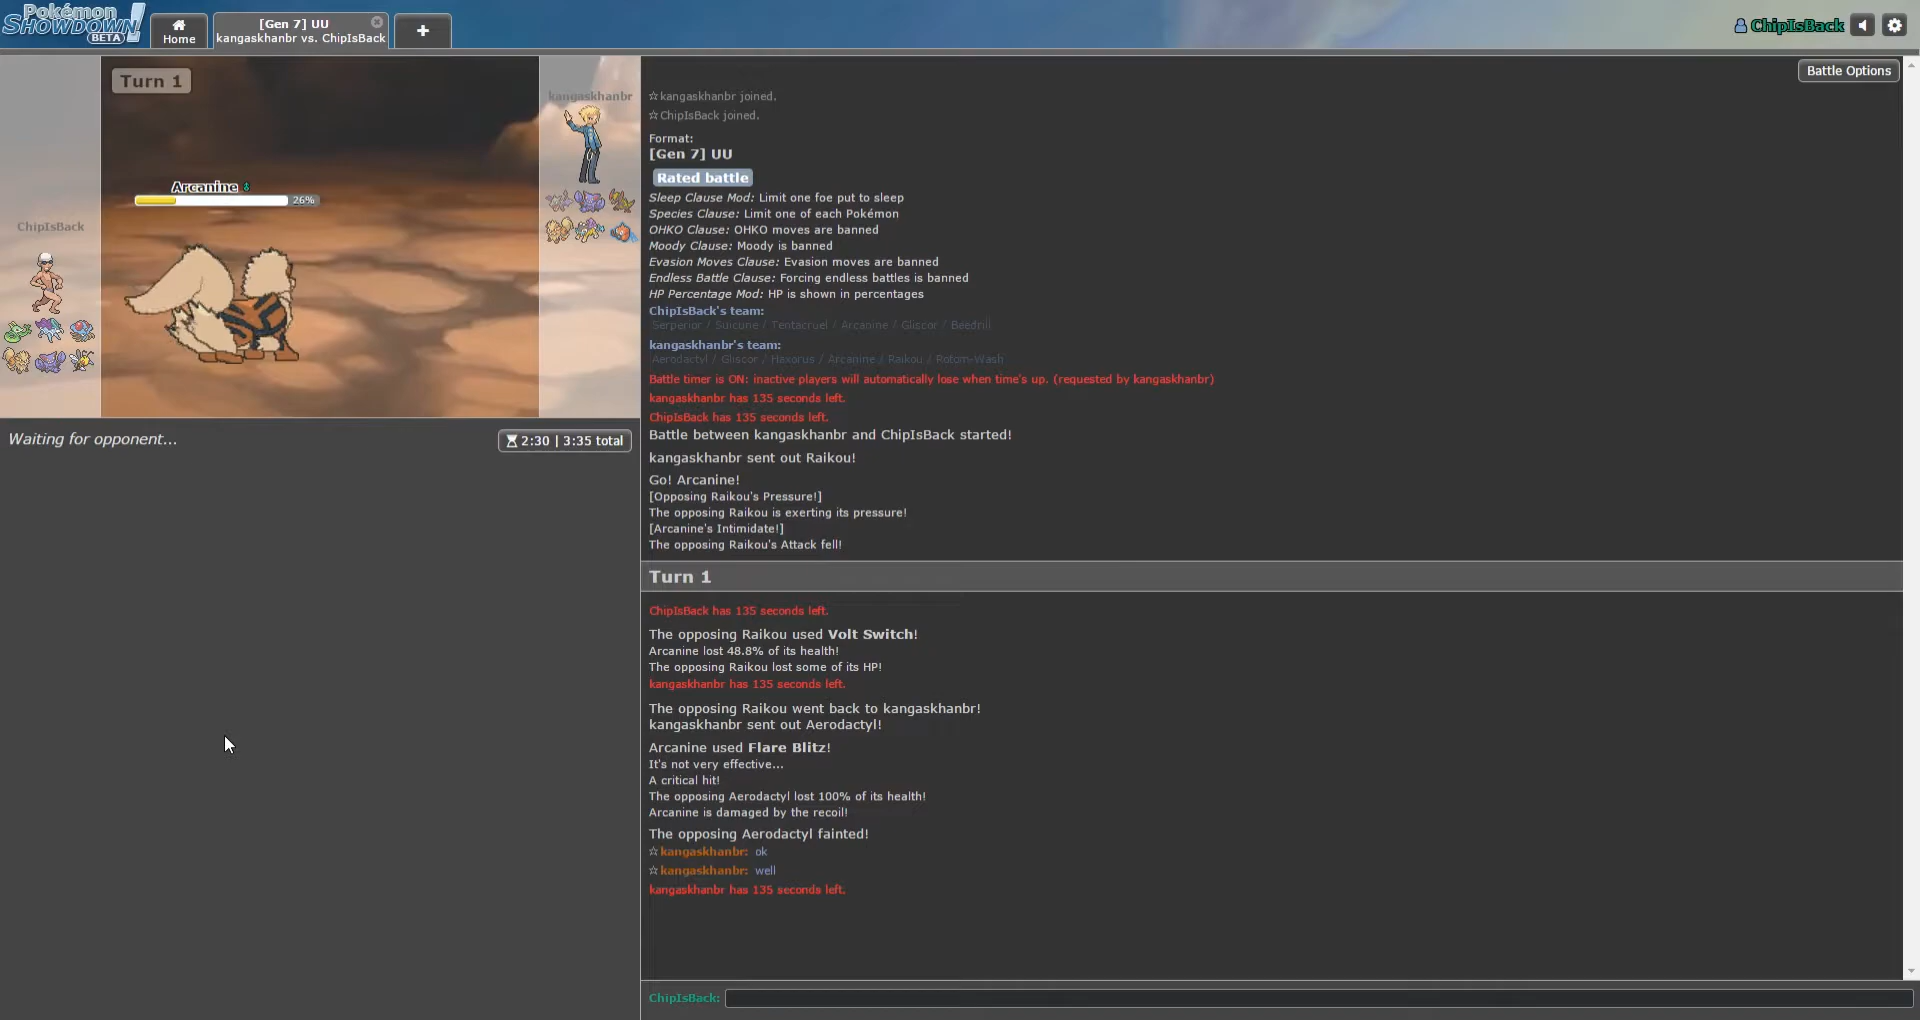 Pokémon
SHOWDOWN!
BETA
Home
[Gen 7] UU
kangaskhanbr vs. ChipIsBack
+
ChipIsBack
Turn 1
Arcanine
26%
ChipIsBack
kangaskhanbr
Waiting for opponent...
2:30 | 3:35 total
Battle Options
☆kangaskhanbr joined.
☆ChipIsBack joined.
Format:
[Gen 7] UU
Rated battle
Sleep Clause Mod: Limit one foe put to sleep
Species Clause: Limit one of each Pokémon
OHKO Clause: OHKO moves are banned
Moody Clause: Moody is banned
Evasion Moves Clause: Evasion moves are banned
Endless Battle Clause: Forcing endless battles is banned
HP Percentage Mod: HP is shown in percentages
ChipIsBack's team:
Serperior / Suicune / Tentacruel / Arcanine / Gliscor / Beedrill
kangaskhanbr's team:
Aerodactyl / Gliscor / Haxorus / Arcanine / Raikou / Rotom-Wash
Battle timer is ON: inactive players will automatically lose when time's up. (requested by kangaskhanbr)
kangaskhanbr has 135 seconds left.
ChipIsBack has 135 seconds left.
Battle between kangaskhanbr and ChipIsBack started!
kangaskhanbr sent out Raikou!
Go! Arcanine!
[Opposing Raikou's Pressure!]
The opposing Raikou is exerting its pressure!
[Arcanine's Intimidate!]
The opposing Raikou's Attack fell!
Turn 1
ChipIsBack has 135 seconds left.
The opposing Raikou used Volt Switch!
Arcanine lost 48.8% of its health!
The opposing Raikou lost some of its HP!
kangaskhanbr has 135 seconds left.
The opposing Raikou went back to kangaskhanbr!
kangaskhanbr sent out Aerodactyl!
Arcanine used Flare Blitz!
It's not very effective...
A critical hit!
The opposing Aerodactyl lost 100% of its health!
Arcanine is damaged by the recoil!
The opposing Aerodactyl fainted!
☆kangaskhanbr: ok
☆kangaskhanbr: well
kangaskhanbr has 135 seconds left.
ChipIsBack: